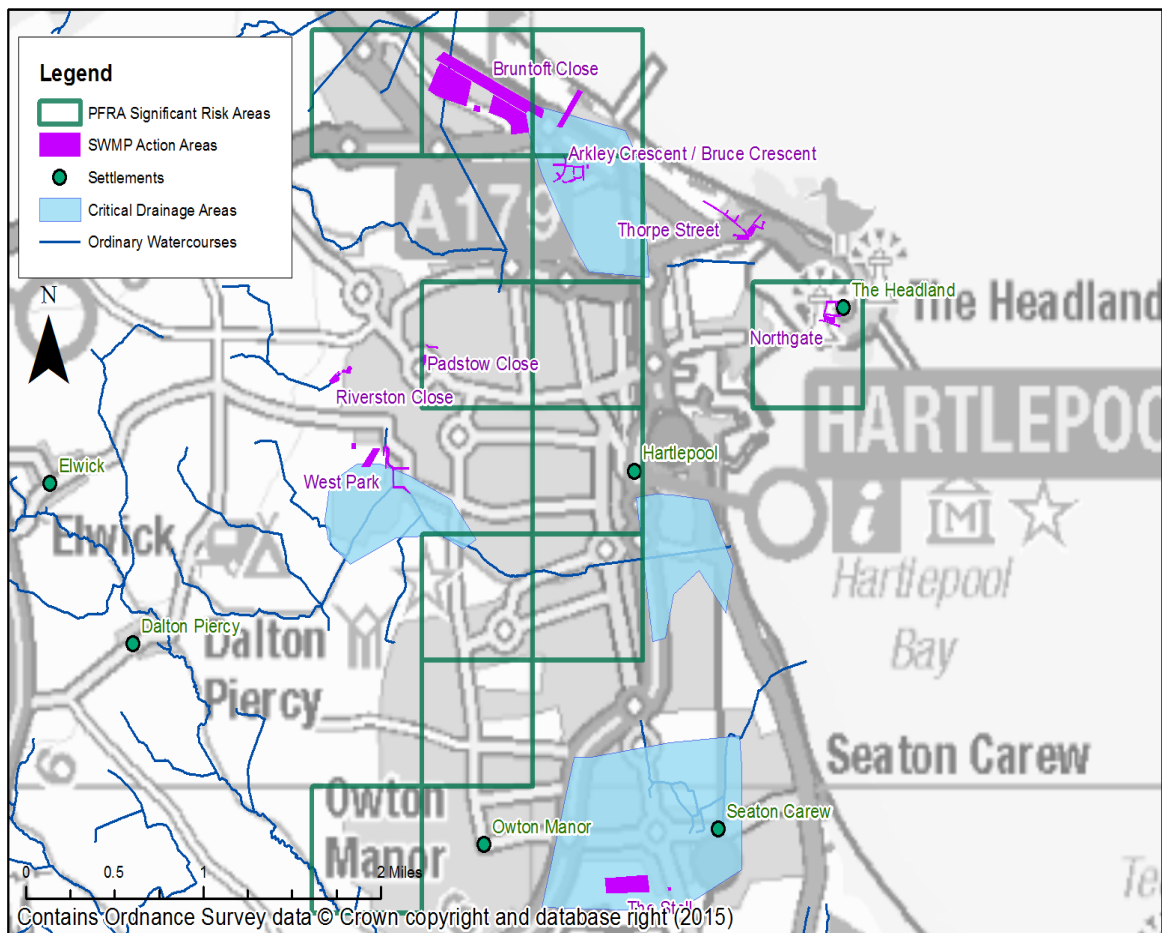 Legend
PFRA Significant Risk Areas
SWMP Action Areas
Settlements
Critical Drainage Areas
Ordinary Watercourses
N
Bruntoft Close
Arkley Crescent / Bruce Crescent
A179
Thorpe Street
The Headland
The Headland
Northgate
Padstow Close
Riverston Close
HARTLEPOO
Hartlepool
Elwick
West Park
Elwick
i
M
Hartlepool
Bay
Dalton Piercy
Dalton
Piercy
Seaton Carew
Owton
Manor
Owton Manor
Seaton Carew
0 0.5 1 2 Miles
Te
Contains Ordnance Survey data © Crown copyright and database right (2015)